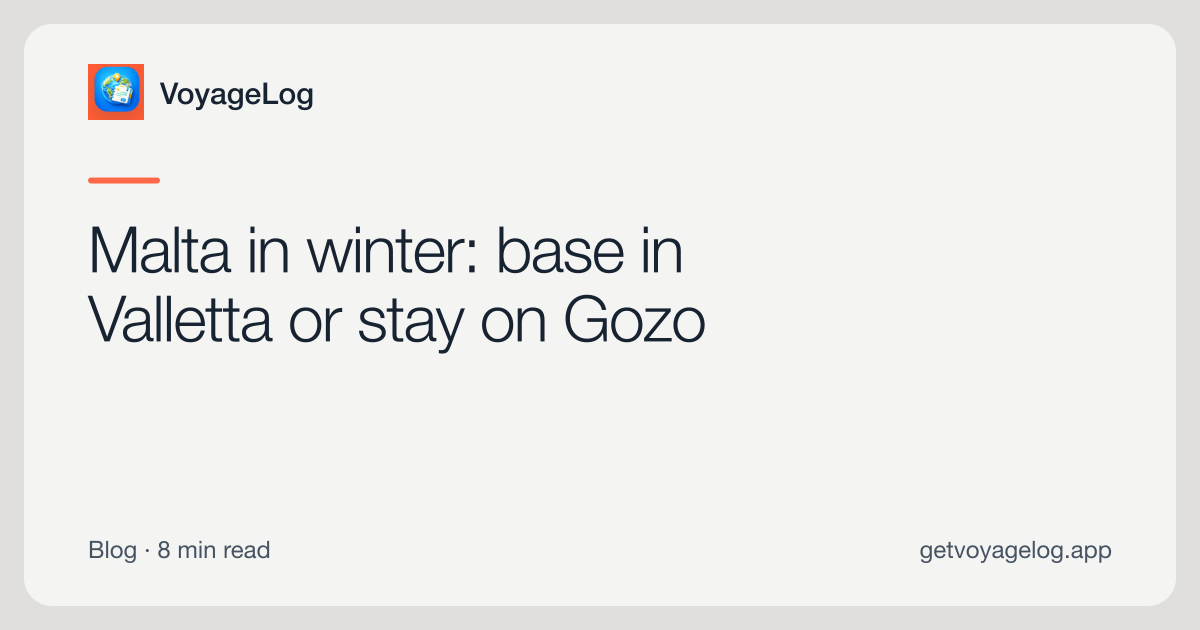 VoyageLog
Malta in winter: base in
Valletta or stay on Gozo
Blog · 8 min read
getvoyagelog.app